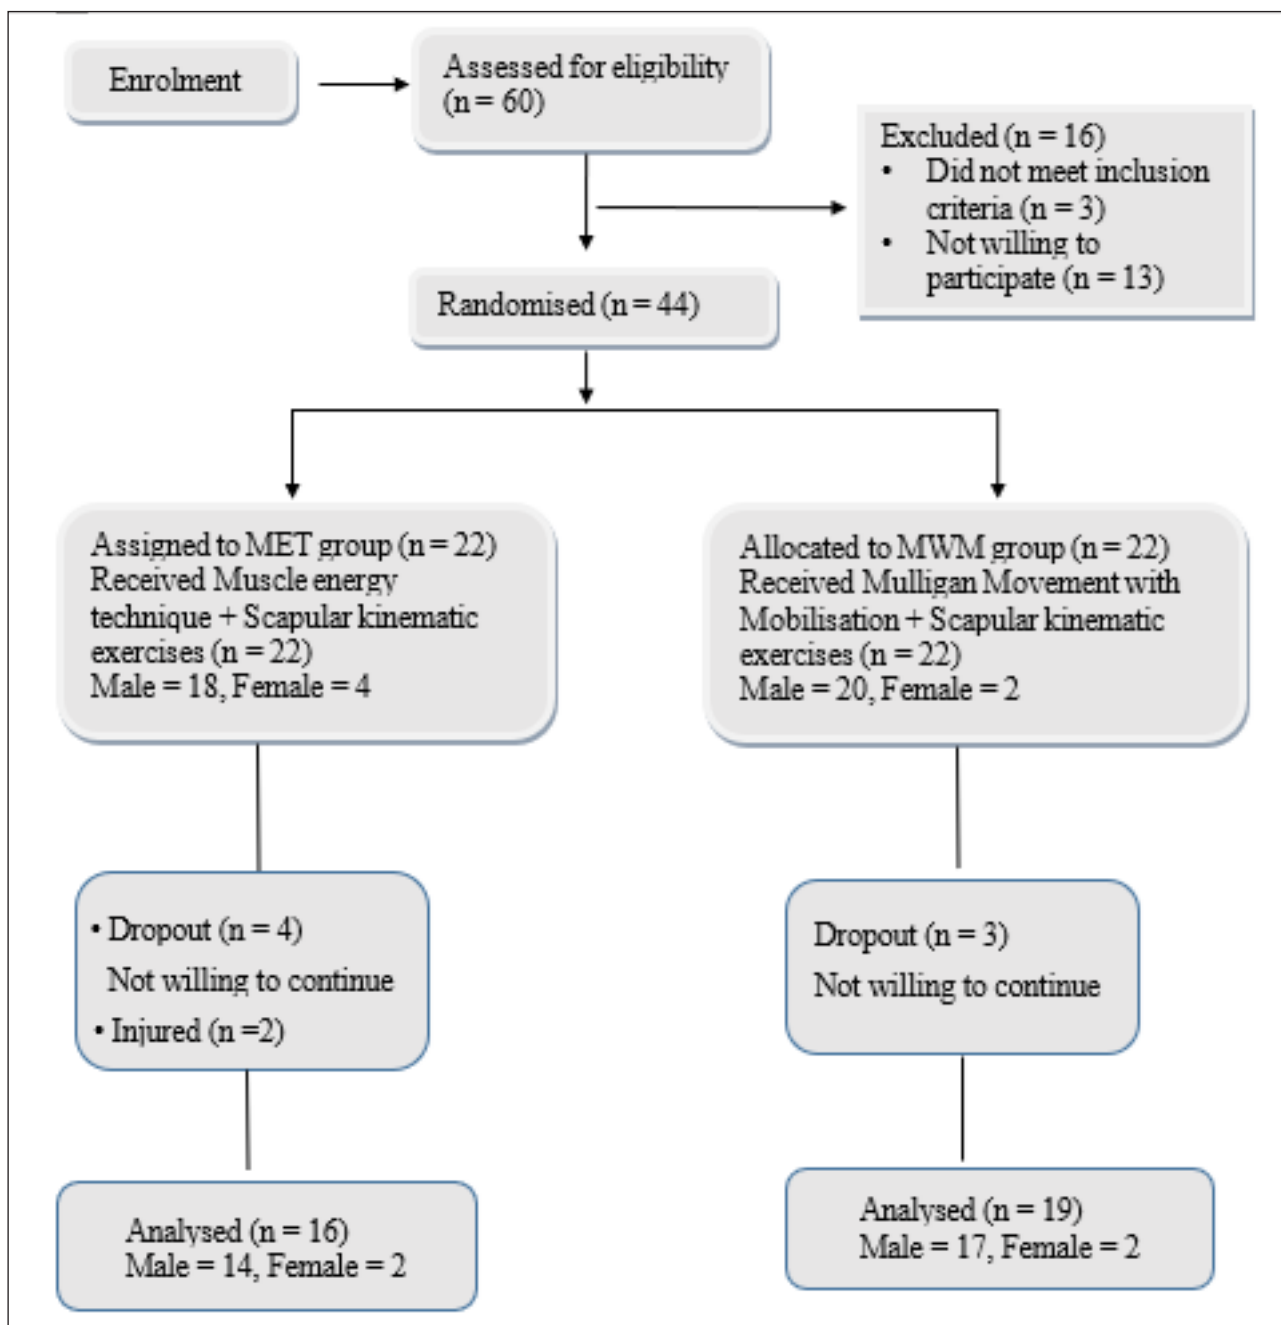 Enrolment
Assessed for eligibility
(n = 60)
Excluded (n = 16)
• Did not meet inclusion
criteria (n = 3)
• Not willing to
participate (n = 13)
Randomised (n = 44)
Assigned to MET group (n = 22)
Received Muscle energy
technique + Scapular kinematic
exercises (n = 22)
Male = 18, Female = 4
Allocated to MWM group (n = 22)
Received Mulligan Movement with
Mobilisation + Scapular kinematic
exercises (n = 22)
Male = 20, Female = 2
• Dropout (n = 4)
Not willing to continue
• Injured (n =2)
Dropout (n = 3)
Not willing to continue
Analysed (n = 16)
Male = 14, Female = 2
Analysed (n = 19)
Male = 17, Female = 2